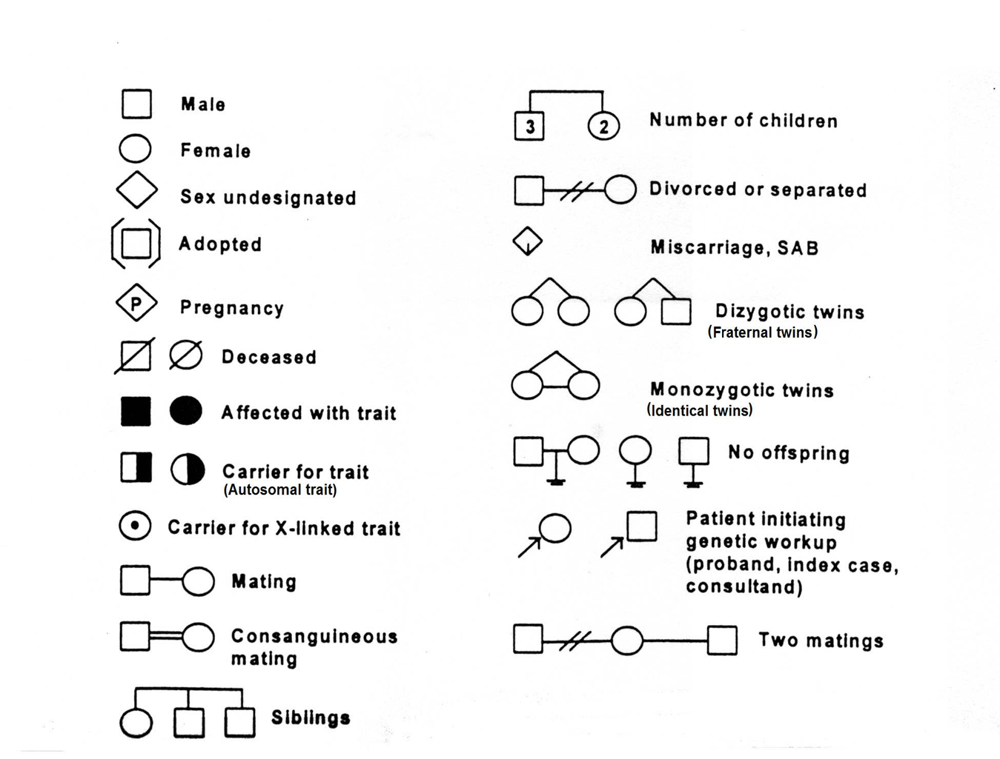 Male
Female
Sex undesignated
Adopted
P
Pregnancy
Deceased
Affected with trait
Carrier for trait
(Autosomal trait)
Carrier for X-linked trait
Mating
Consanguineous
mating
Siblings
3 2
Number of children
Divorced or separated
Miscarriage, SAB
Dizygotic twins
(Fraternal twins)
Monozygotic twins
(Identical twins)
No offspring
Patient initiating
genetic workup
(proband, index case,
consultand)
Two matings